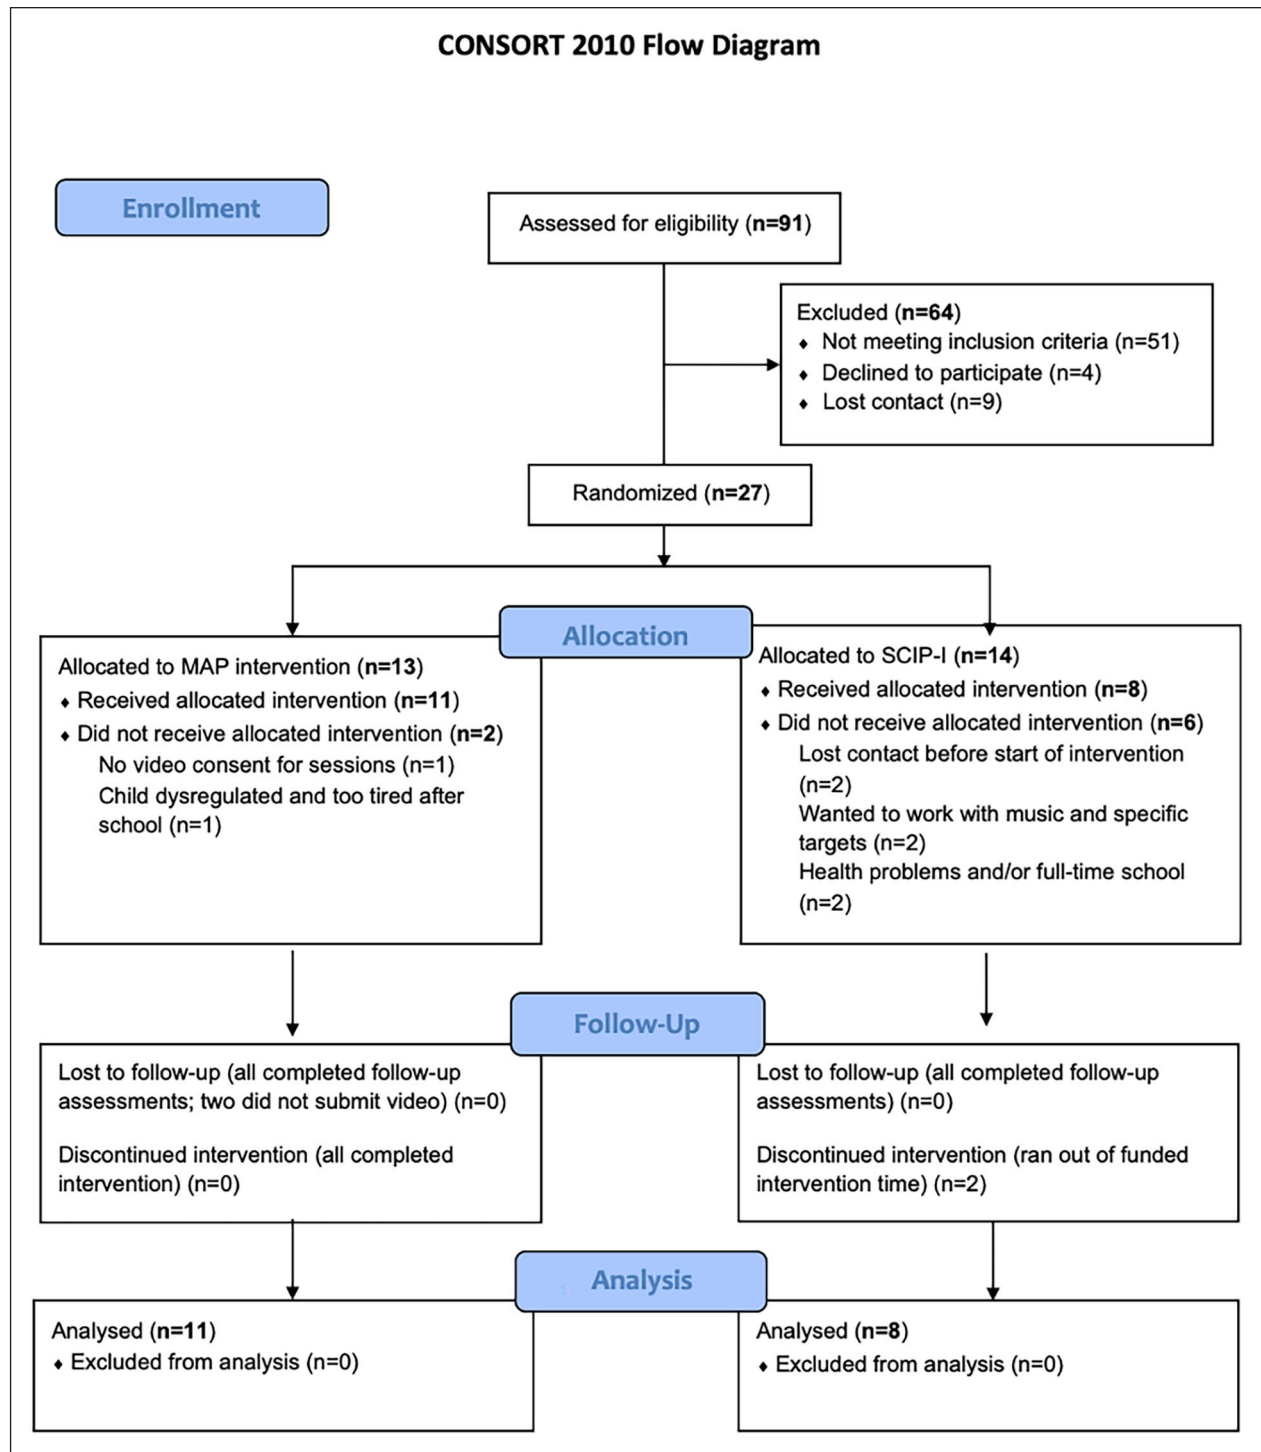 CONSORT 2010 Flow Diagram
Enrollment
Assessed for eligibility (n=91)
Excluded (n=64)
⬧ Not meeting inclusion criteria (n=51)
⬧ Declined to participate (n=4)
⬧ Lost contact (n=9)
Randomized (n=27)
Allocation
Allocated to MAP intervention (n=13)
⬧ Received allocated intervention (n=11)
⬧ Did not receive allocated intervention (n=2)
No video consent for sessions (n=1)
Child dysregulated and too tired after
school (n=1)
Allocated to SCIP-I (n=14)
⬧ Received allocated intervention (n=8)
⬧ Did not receive allocated intervention (n=6)
Lost contact before start of intervention
(n=2)
Wanted to work with music and specific
targets (n=2)
Health problems and/or full-time school
(n=2)
Follow-Up
Lost to follow-up (all completed follow-up
assessments; two did not submit video) (n=0)
Discontinued intervention (all completed
intervention) (n=0)
Lost to follow-up (all completed follow-up
assessments) (n=0)
Discontinued intervention (ran out of funded
intervention time) (n=2)
Analysis
Analysed (n=11)
⬧ Excluded from analysis (n=0)
Analysed (n=8)
⬧ Excluded from analysis (n=0)